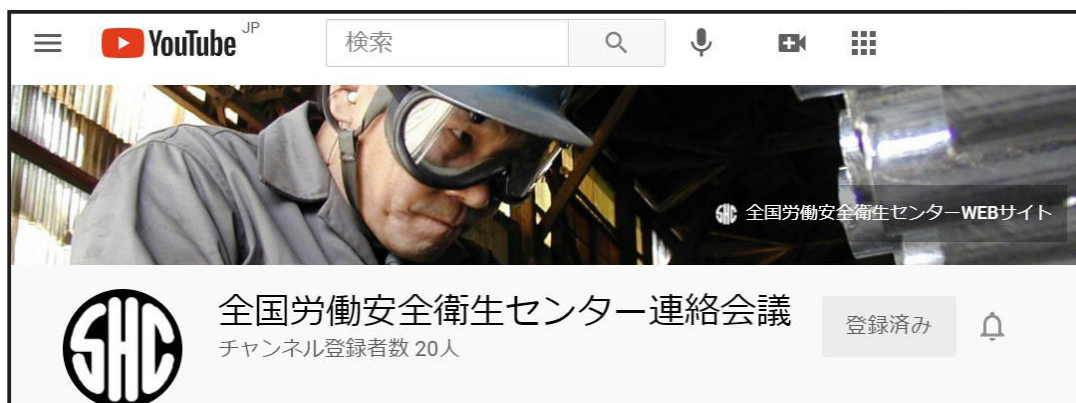 YouTube JP
検索
全国労働安全衛生センターWEBサイト
SHC
全国労働安全衛生センター連絡会議
登録済み
チャンネル登録者数 20人